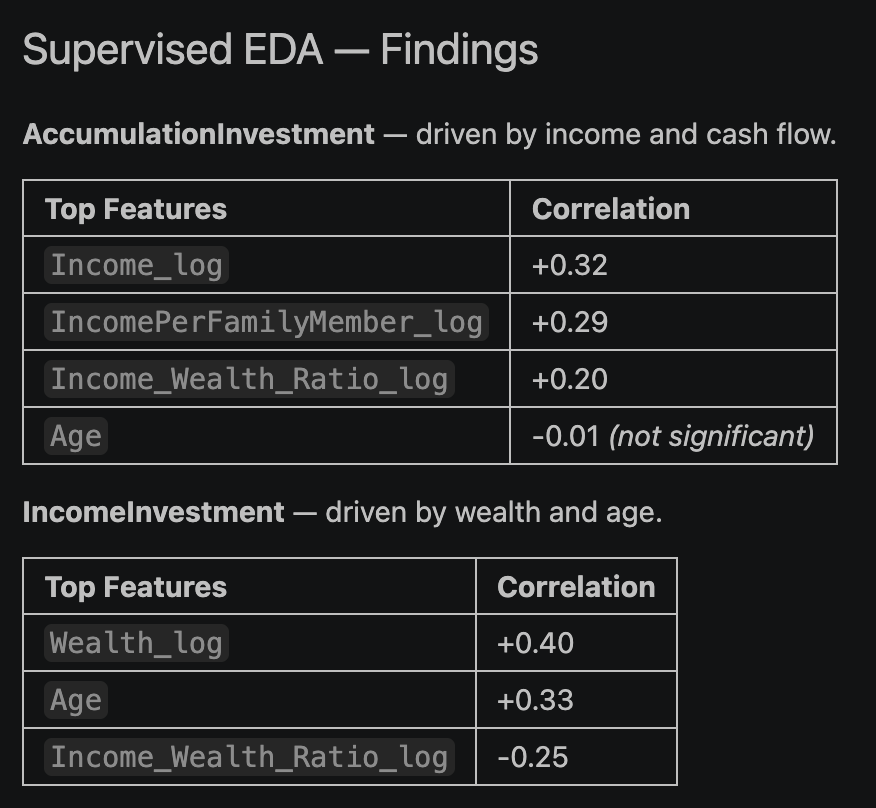 Supervised EDA — Findings
AccumulationInvestment — driven by income and cash flow.
Top Features Correlation
Income_log +0.32
IncomePerFamilyMember_log +0.29
Income_Wealth_Ratio_log +0.20
Age -0.01 (not significant)
IncomeInvestment — driven by wealth and age.
Top Features Correlation
Wealth_log +0.40
Age +0.33
Income_Wealth_Ratio_log -0.25